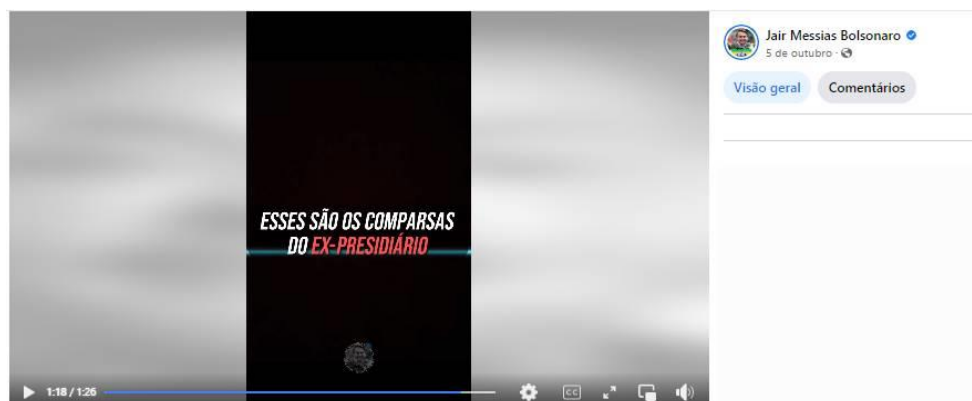 ESSES SÃO OS COMPARSAS
DO EX-PRESIDIÁRIO
1:18 / 1:26
CC
Jair Messias Bolsonaro
5 de outubro ·
Visão geral
Comentários